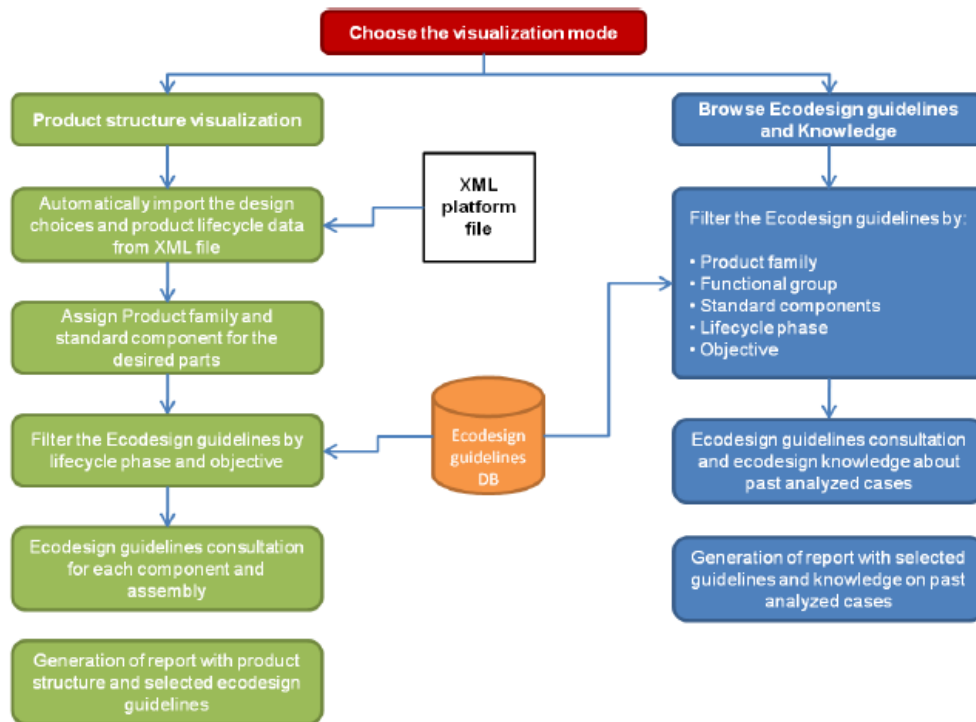 Choose the visualization mode
Product structure visualization
Automatically import the design
choices and product lifecycle data
from XML file
Assign Product family and
standard component for the
desired parts
Filter the Ecodesign guidelines by
lifecycle phase and objective
Ecodesign guidelines consultation
for each component and
assembly
Generation of report with product
structure and selected ecodesign
guidelines
XML
platform
file
Ecodesign
guidelines
DB
Browse Ecodesign guidelines
and Knowledge
Filter the Ecodesign guidelines by:
• Product family
• Functional group
• Standard components
• Lifecycle phase
• Objective
Ecodesign guidelines consultation
and ecodesign knowledge about
past analyzed cases
Generation of report with selected
guidelines and knowledge on past
analyzed cases